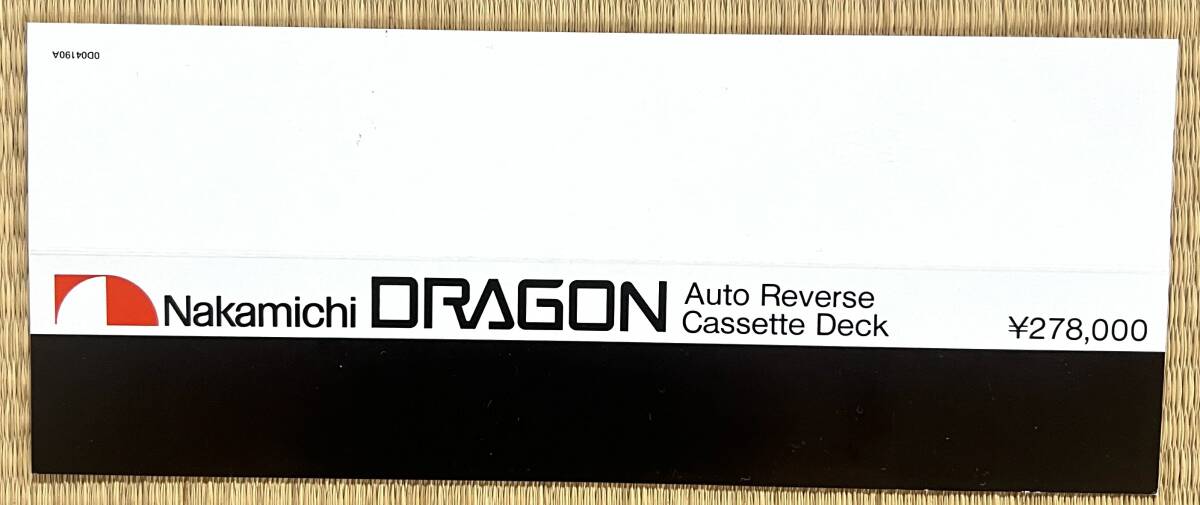 0D04190A
Nakamichi DRAGON Auto Reverse
Cassette Deck
¥278,000